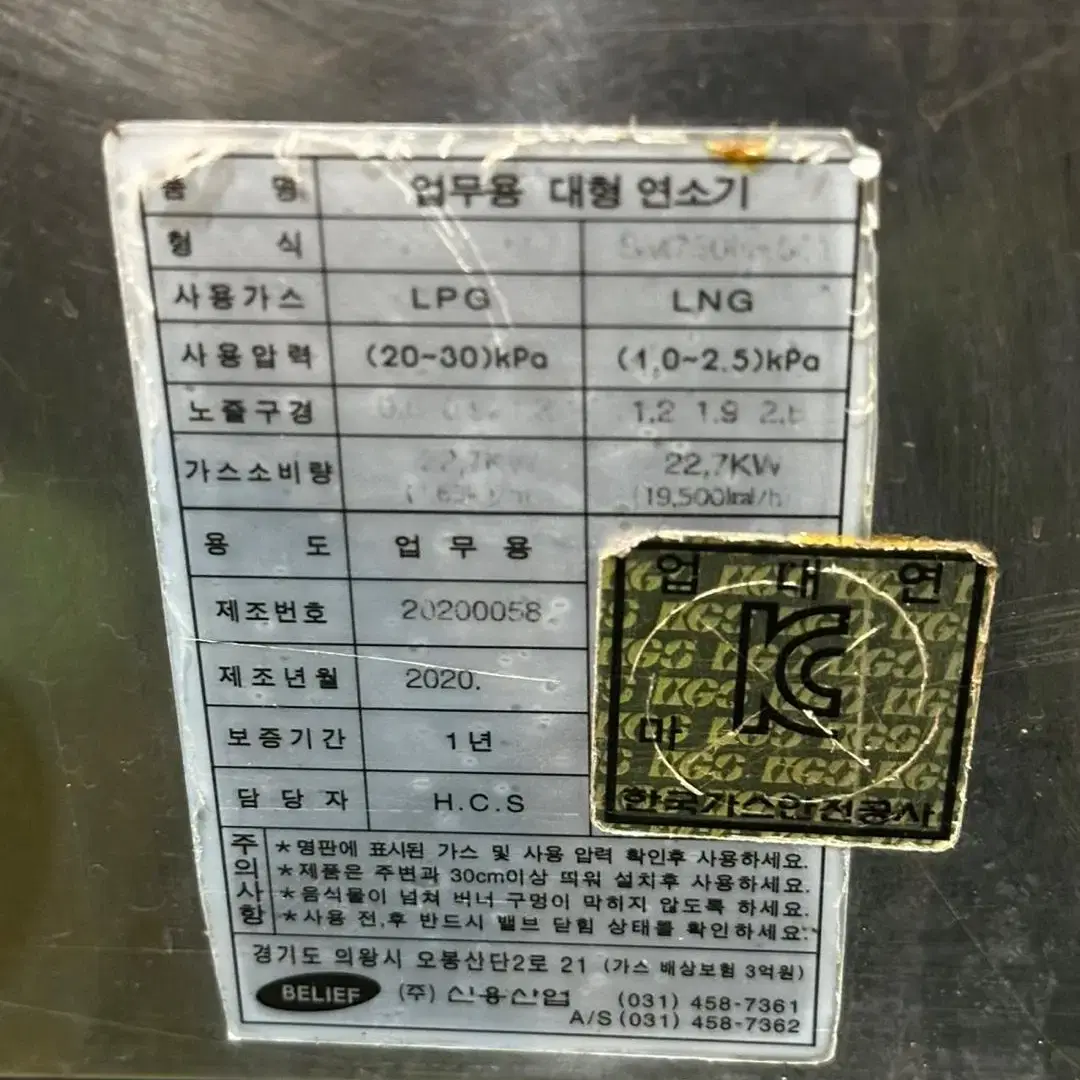 품 명 업무용 대형 연소기
형 식
사용가스 LPG LNG
사용압력 (20~30)kPa (1.0~2.5)kPa
노즐구경 1.2 1.9
가스소비량 22.7KW 22.7KW
(19,500kcal/h)
용 도 업 무 용
제조번호 20200058
제조년월 2020.
보증기간 1 년
담 당 자 H.C.S
주의사항
*명판에 표시된 가스 및 사용 압력 확인후 사용하세요.
*제품은 주변과 30cm이상 띄워 설치후 사용하세요.
*음식물이 넘쳐 버너 구멍이 막히지 않도록 하세요.
*사용 전,후 반드시 밸브 닫힘 상태를 확인하세요.
경기도 의왕시 오봉산단2로 21 (가스 배상보험 3억원)
BELIEF (주) 신용산업 (031) 458-7361
A/S (031) 458-7362
업 대 연
KC
마
KGS KGS KGS
한국가스안전공사